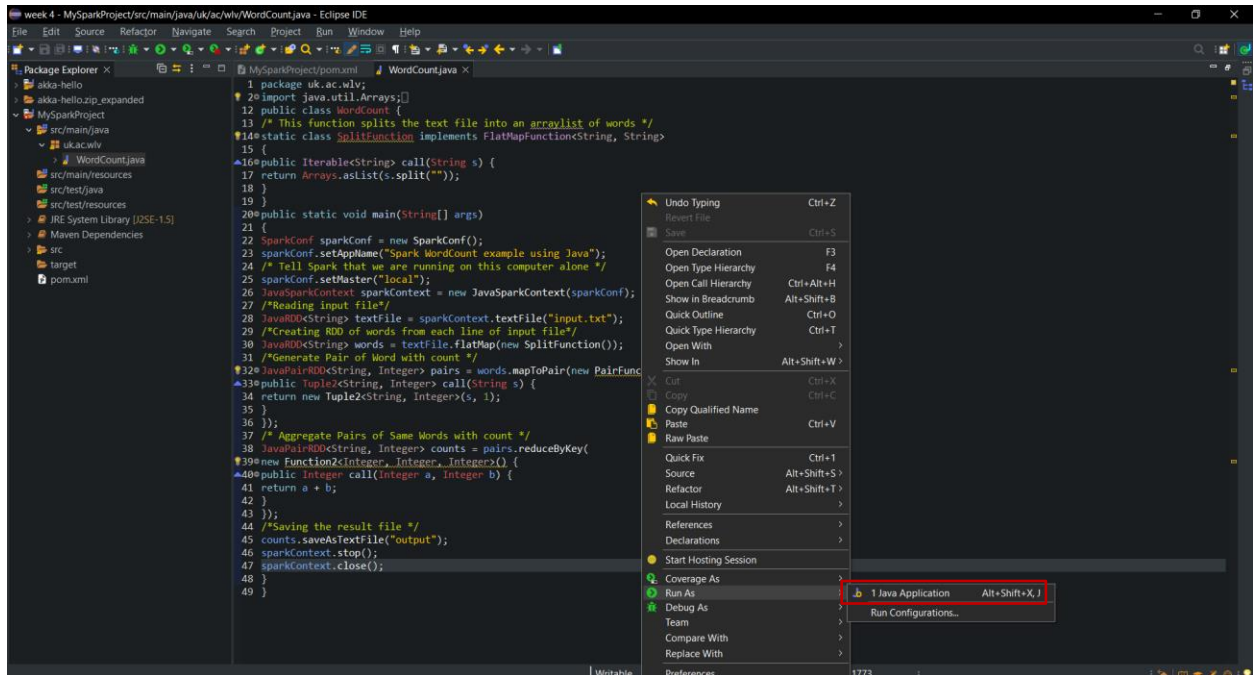 week 4 - MySparkProject/src/main/java/uk/ac/wlv/WordCount.java - Eclipse IDE
File Edit Source Refactor Navigate Search Project Run Window Help
Package Explorer
MySparkProject/pom.xml
WordCount.java
akka-hello
akka-hello.zip_expanded
MySparkProject
src/main/java
uk.ac.wlv
WordCount.java
src/main/resources
src/test/java
src/test/resources
JRE System Library [J2SE-1.5]
Maven Dependencies
src
target
pom.xml
1 package uk.ac.wlv;
2 import java.util.Arrays;
12 public class WordCount {
13 /* This function splits the text file into an arraylist of words */
14 static class SplitFunction implements FlatMapFunction<String, String>
15 {
16 public Iterable<String> call(String s) {
17 return Arrays.asList(s.split(""));
18 }
19 }
20 public static void main(String[] args)
21 {
22 SparkConf sparkConf = new SparkConf();
23 sparkConf.setAppName("Spark WordCount example using Java");
24 /* Tell Spark that we are running on this computer alone */
25 sparkConf.setMaster("local");
26 JavaSparkContext sparkContext = new JavaSparkContext(sparkConf);
27 /*Reading input file*/
28 JavaRDD<String> textFile = sparkContext.textFile("input.txt");
29 /*Creating RDD of words from each line of input file*/
30 JavaRDD<String> words = textFile.flatMap(new SplitFunction());
31 /*Generate Pair of Word with count */
32 JavaPairRDD<String, Integer> pairs = words.mapToPair(new PairFunc
33 public Tuple2<String, Integer> call(String s) {
34 return new Tuple2<String, Integer>(s, 1);
35 }
36 });
37 /* Aggregate Pairs of Same Words with count */
38 JavaPairRDD<String, Integer> counts = pairs.reduceByKey(
39 new Function2<Integer, Integer, Integer>() {
40 public Integer call(Integer a, Integer b) {
41 return a + b;
42 }
43 });
44 /*Saving the result file */
45 counts.saveAsTextFile("output");
46 sparkContext.stop();
47 sparkContext.close();
48 }
49 }
Undo Typing Ctrl+Z
Revert File
Save Ctrl+S
Open Declaration F3
Open Type Hierarchy F4
Open Call Hierarchy Ctrl+Alt+H
Show in Breadcrumb Alt+Shift+B
Quick Outline Ctrl+O
Quick Type Hierarchy Ctrl+T
Open With
Show In Alt+Shift+W
Cut Ctrl+X
Copy Ctrl+C
Copy Qualified Name
Paste Ctrl+V
Raw Paste
Quick Fix Ctrl+1
Source Alt+Shift+S
Refactor Alt+Shift+T
Local History
References
Declarations
Start Hosting Session
Coverage As
Run As
Debug As
Team
Compare With
Replace With
Preferences
1 Java Application Alt+Shift+X, J
Run Configurations...
Writable
1773